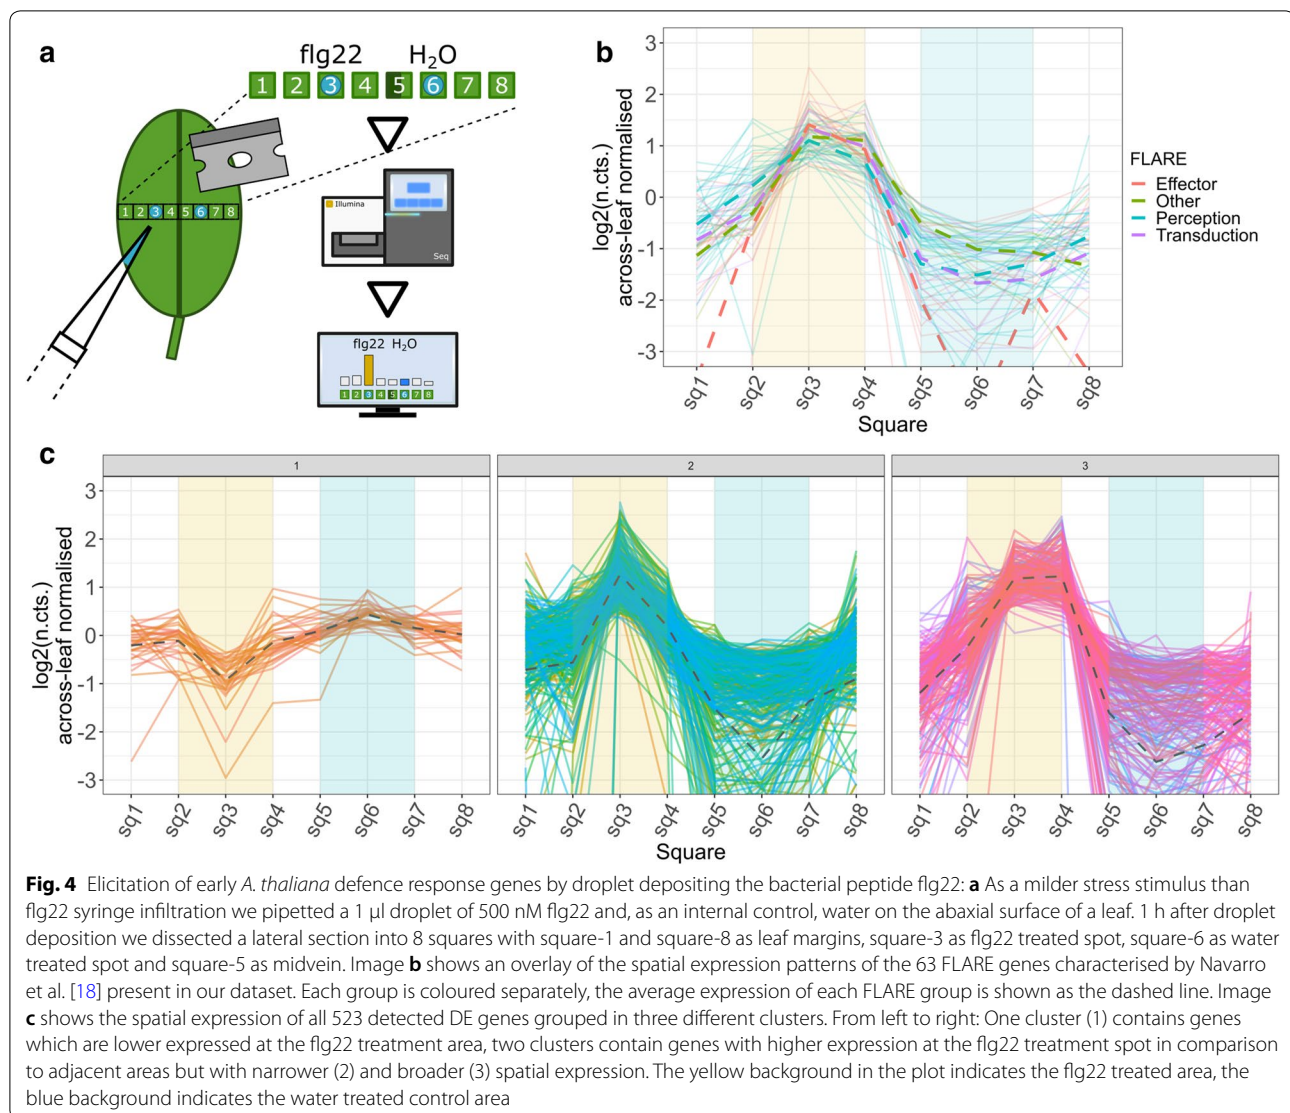 a
flg22 H2O
1 2 3 4 5 6 7 8
1 2 3 4 5 6 7 8
Illumina
Seq
flg22 H2O
1 2 3 4 5 6 7 8
b
log2(n.cts.)
across-leaf normalised
3
2
1
0
-1
-2
-3
sq1 sq2 sq3 sq4 sq5 sq6 sq7 sq8
Square
FLARE
Effector
Other
Perception
Transduction
c
1 2 3
log2(n.cts.)
across-leaf normalised
3
2
1
0
-1
-2
-3
sq1 sq2 sq3 sq4 sq5 sq6 sq7 sq8 sq1 sq2 sq3 sq4 sq5 sq6 sq7 sq8 sq1 sq2 sq3 sq4 sq5 sq6 sq7 sq8
Square
Fig. 4 Elicitation of early A. thaliana defence response genes by droplet depositing the bacterial peptide flg22: a As a milder stress stimulus than
flg22 syringe infiltration we pipetted a 1 µl droplet of 500 nM flg22 and, as an internal control, water on the abaxial surface of a leaf. 1 h after droplet
deposition we dissected a lateral section into 8 squares with square-1 and square-8 as leaf margins, square-3 as flg22 treated spot, square-6 as water
treated spot and square-5 as midvein. Image b shows an overlay of the spatial expression patterns of the 63 FLARE genes characterised by Navarro
et al. [18] present in our dataset. Each group is coloured separately, the average expression of each FLARE group is shown as the dashed line. Image
c shows the spatial expression of all 523 detected DE genes grouped in three different clusters. From left to right: One cluster (1) contains genes
which are lower expressed at the flg22 treatment area, two clusters contain genes with higher expression at the flg22 treatment spot in comparison
to adjacent areas but with narrower (2) and broader (3) spatial expression. The yellow background in the plot indicates the flg22 treated area, the
blue background indicates the water treated control area